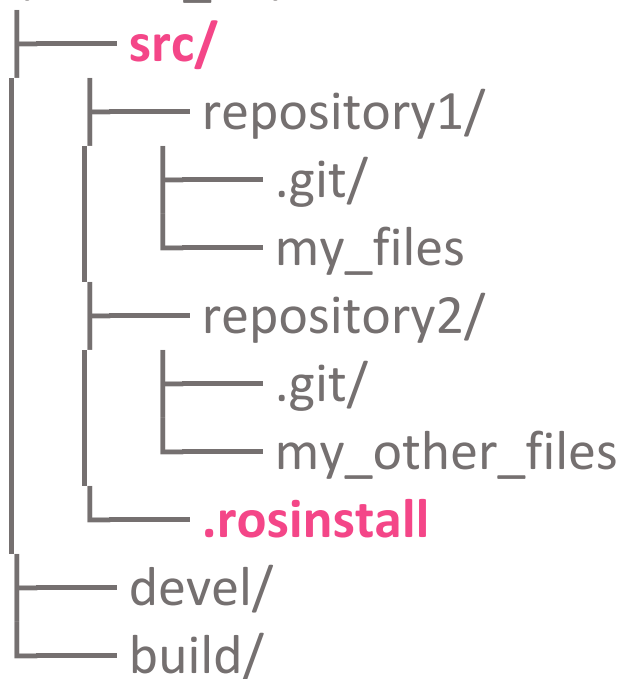 src/
repository1/
.git/
my_files
repository2/
.git/
my_other_files
.rosinstall
devel/
build/